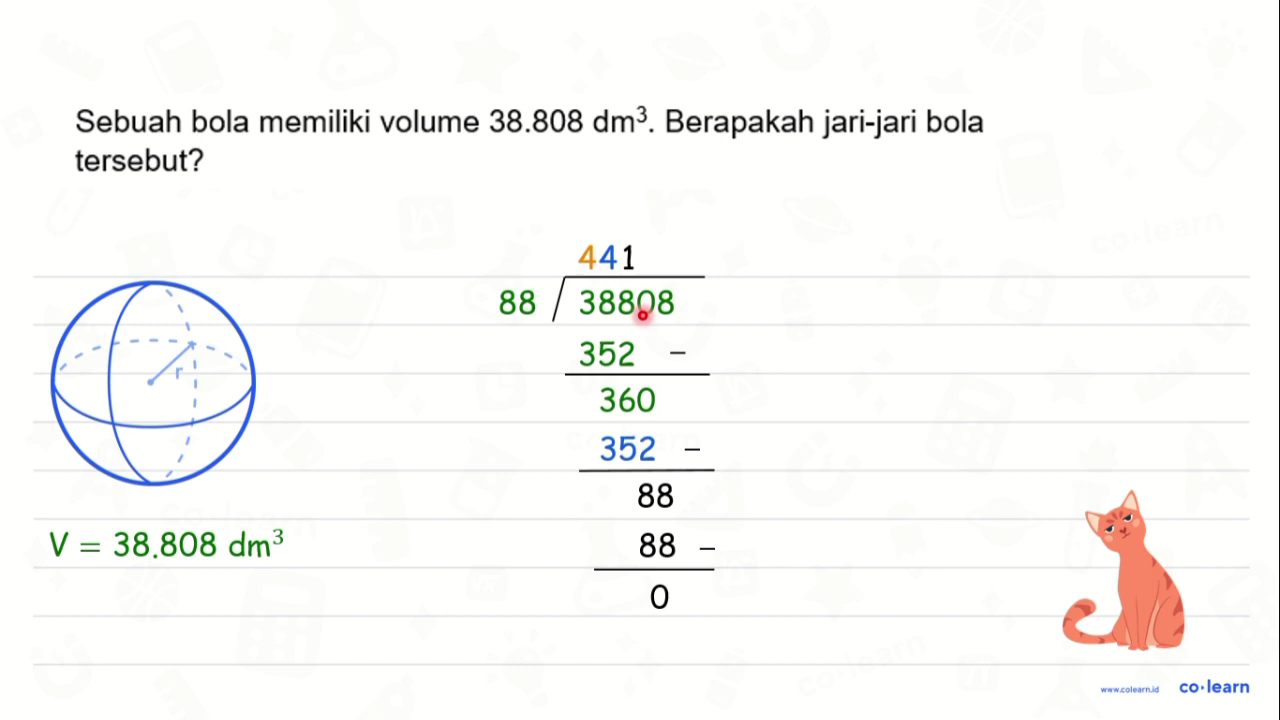 Sebuah bola memiliki volume 38.808 dm³. Berapakah jari-jari bola
tersebut?
441
88 38808
352 −
360
352 −
88
88 −
0
r
V = 38.808 dm³
www.colearn.id co·learn